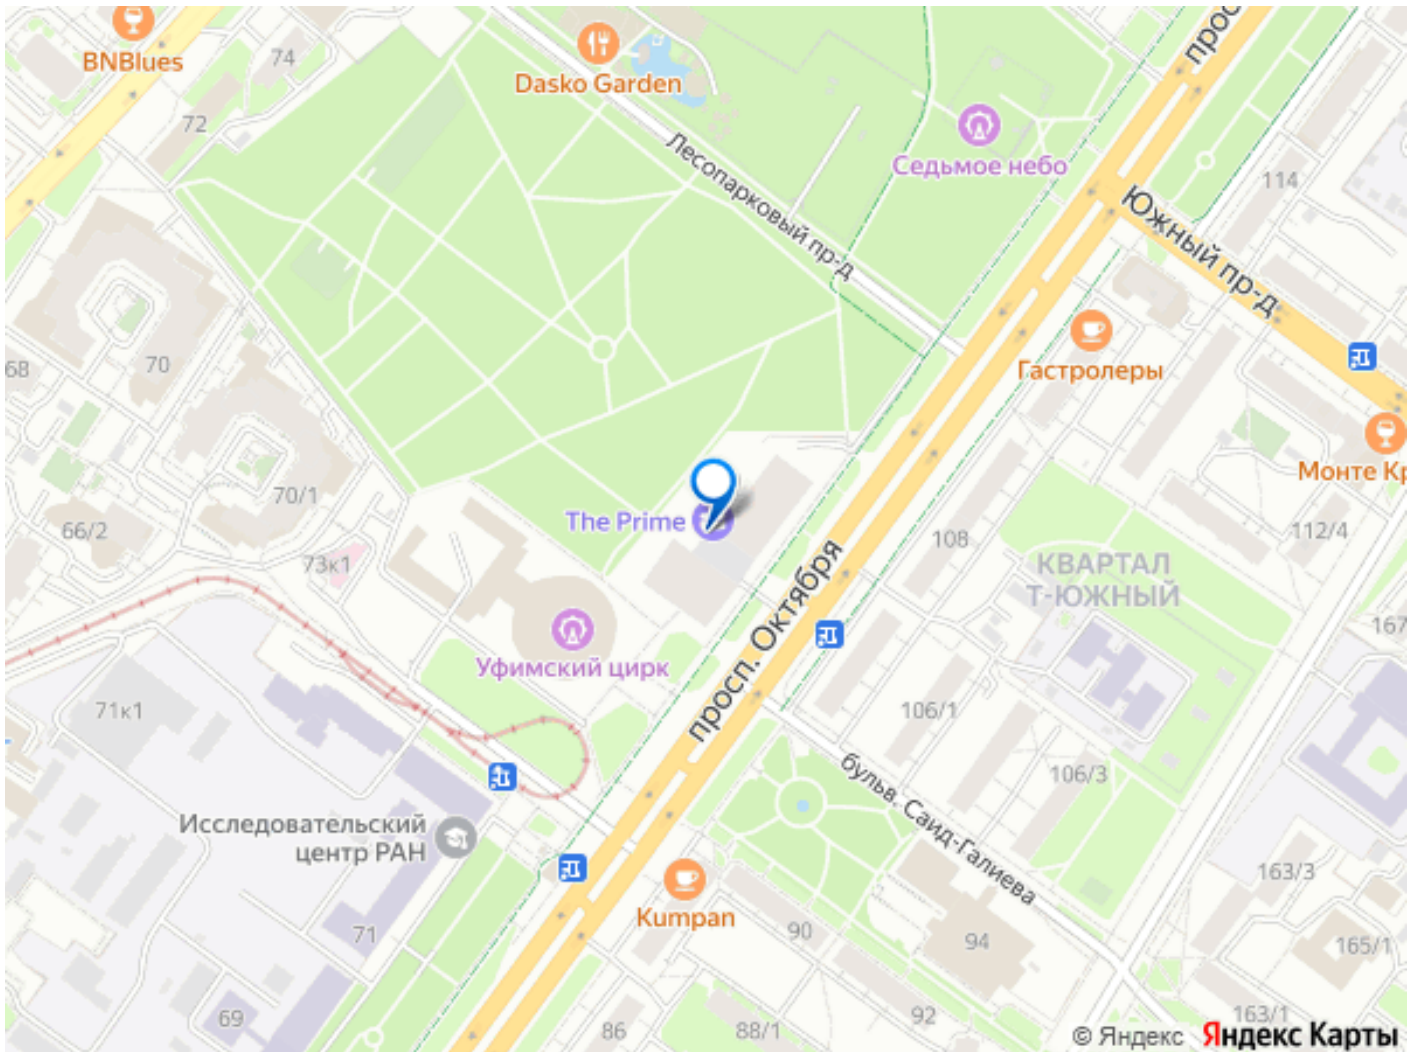 BNBlues
74
Dasko Garden
72
Седьмое небо
Лесопарковый пр-д
114
Южный пр-д
Гастролеры
68
70
Монте Кр
70/1
The Prime
66/2
112/4
108
КВАРТАЛ
Т-ЮЖНЫЙ
73к1
просп. Октября
167
Уфимский цирк
71к1
106/1
106/3
бульв. Саид-Галиева
Исследовательский
центр РАН
163/3
Kumpan
71
90
94
165/1
69
86
88/1
92
163/1
© Яндекс Яндекс Карты